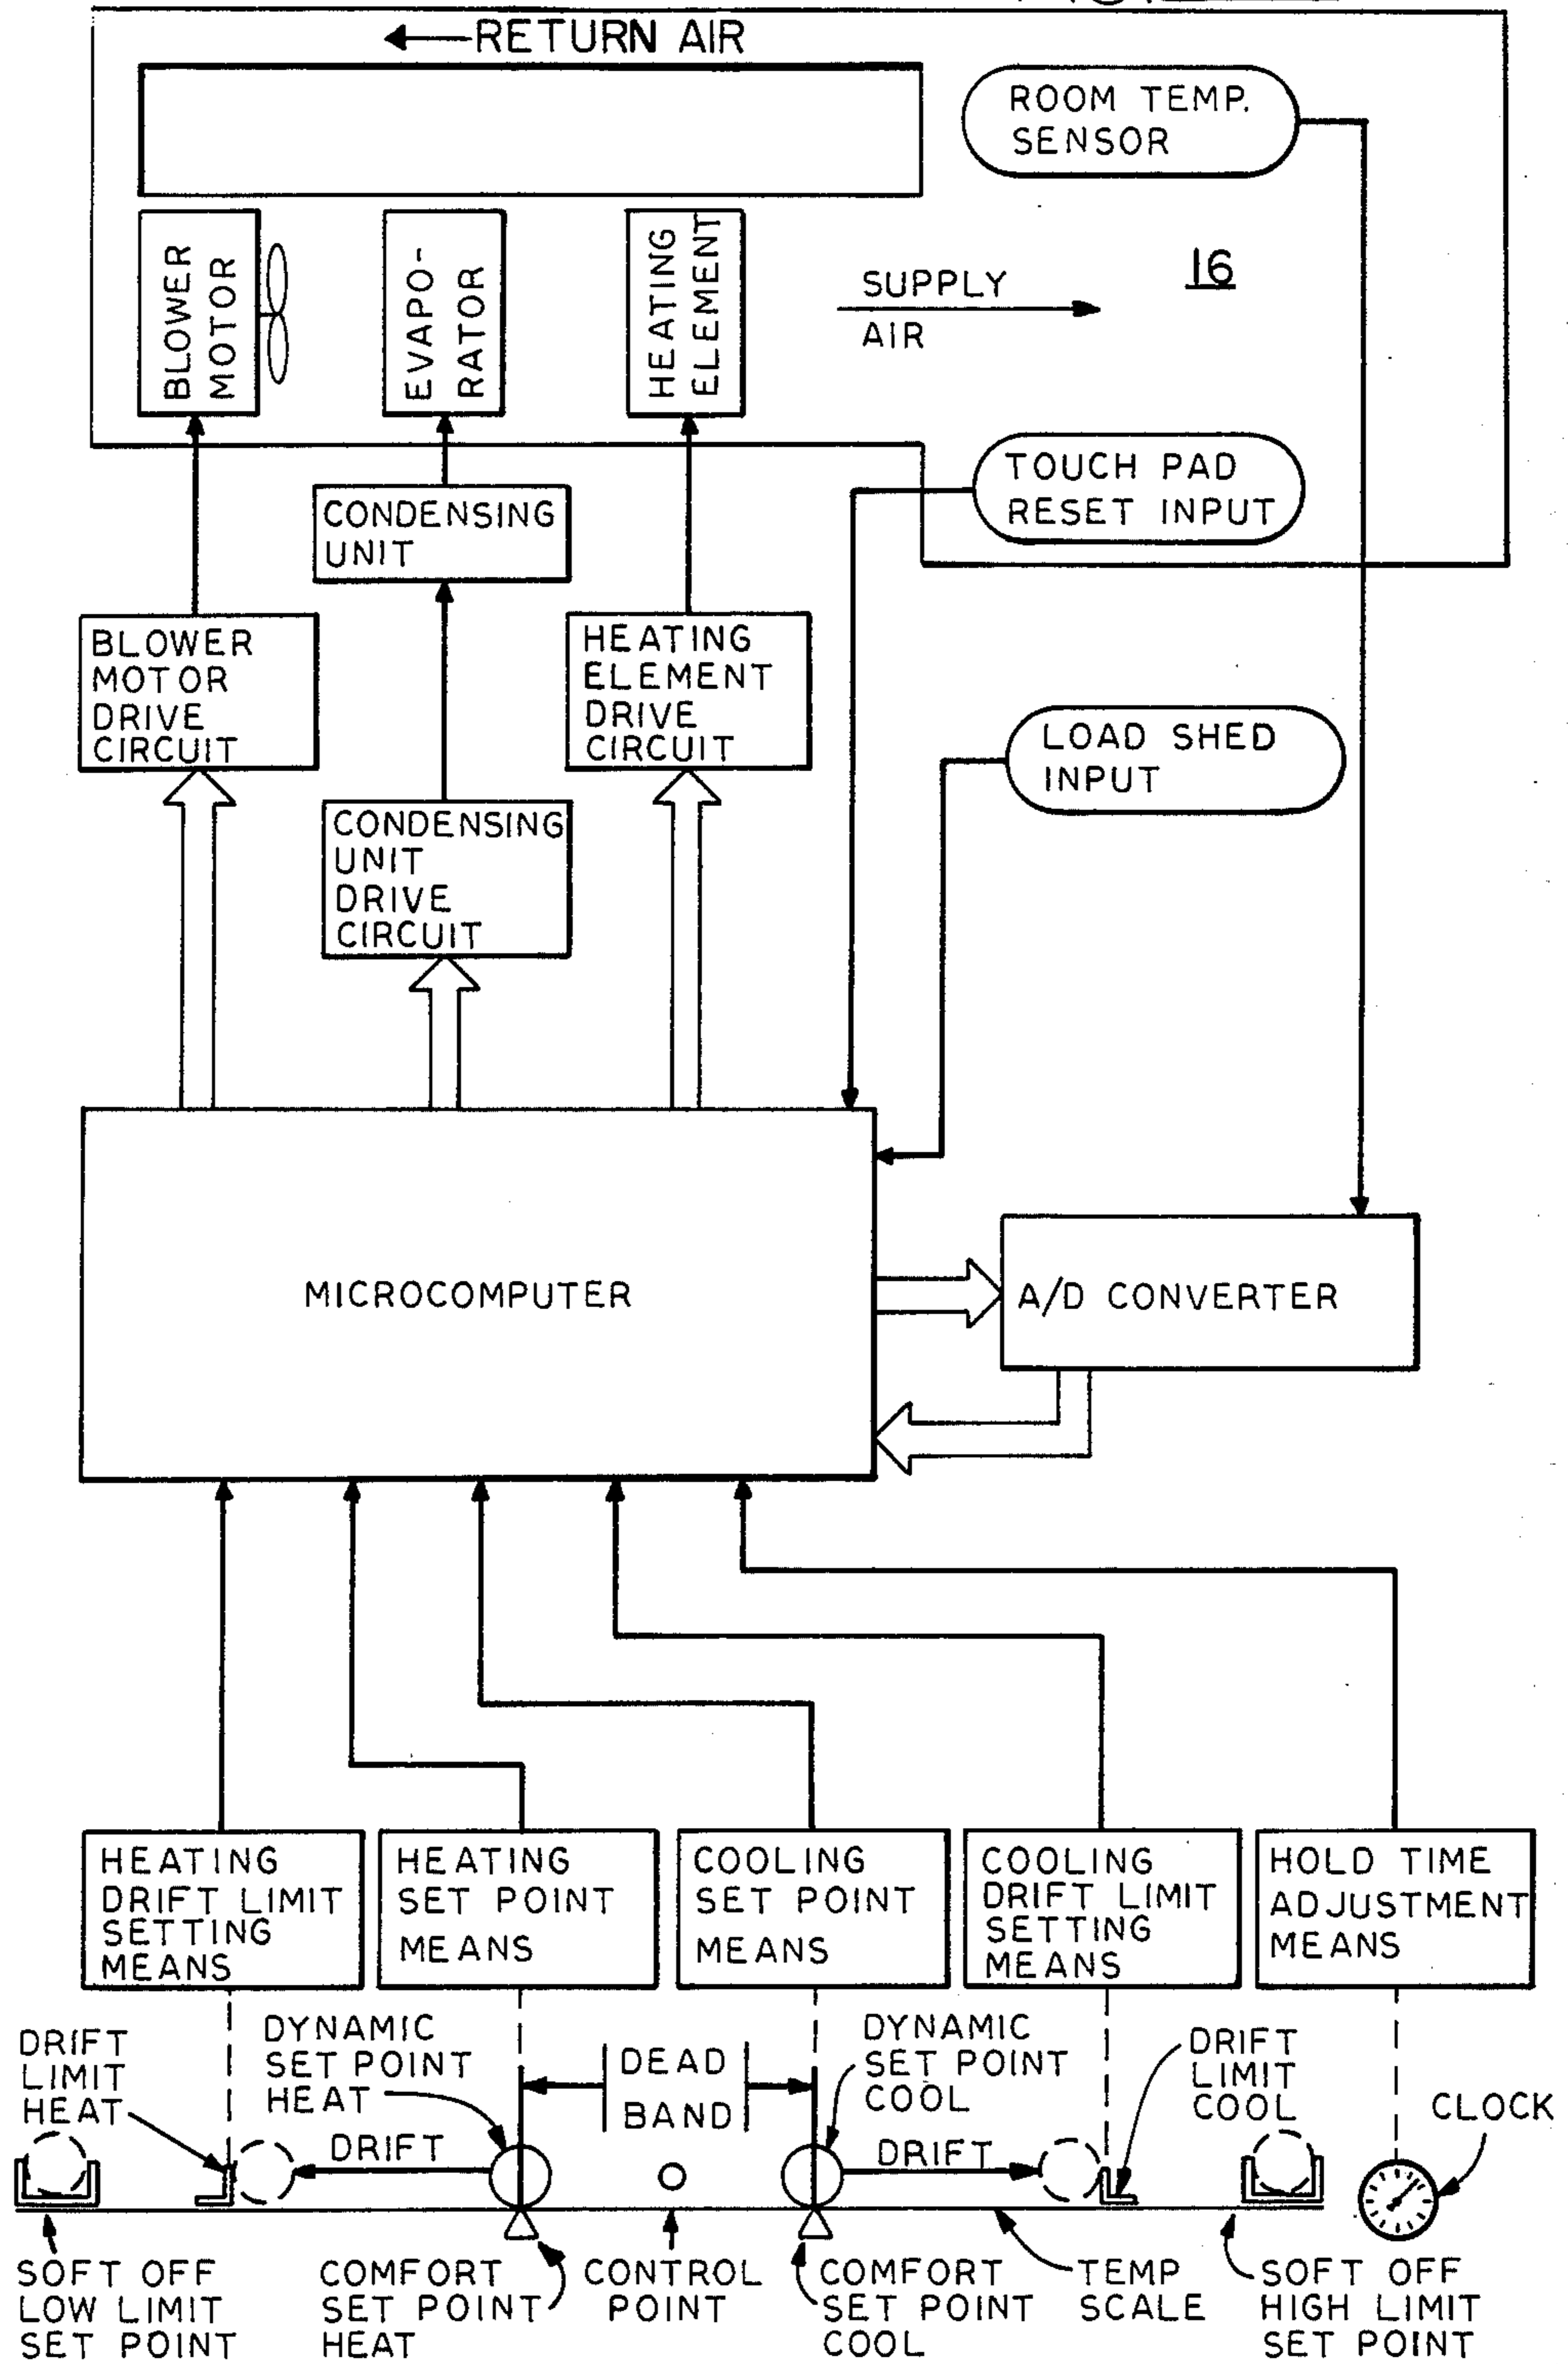 RETURN AIR
ROOM TEMP.
SENSOR
BLOWER
MOTOR
EVAPO-
RATOR
HEATING
ELEMENT
SUPPLY
AIR
16
TOUCH PAD
RESET INPUT
CONDENSING
UNIT
BLOWER
MOTOR
DRIVE
CIRCUIT
HEATING
ELEMENT
DRIVE
CIRCUIT
LOAD SHED
INPUT
CONDENSING
UNIT
DRIVE
CIRCUIT
MICROCOMPUTER
A/D CONVERTER
HEATING
DRIFT LIMIT
SETTING
MEANS
HEATING
SET POINT
MEANS
COOLING
SET POINT
MEANS
COOLING
DRIFT LIMIT
SETTING
MEANS
HOLD TIME
ADJUSTMENT
MEANS
DRIFT
LIMIT
HEAT
DYNAMIC
SET POINT
HEAT
DEAD
BAND
DYNAMIC
SET POINT
COOL
DRIFT
LIMIT
COOL
CLOCK
DRIFT
DRIFT
SOFT OFF
LOW LIMIT
SET POINT
COMFORT
SET POINT
HEAT
CONTROL
POINT
COMFORT
SET POINT
COOL
TEMP
SCALE
SOFT OFF
HIGH LIMIT
SET POINT